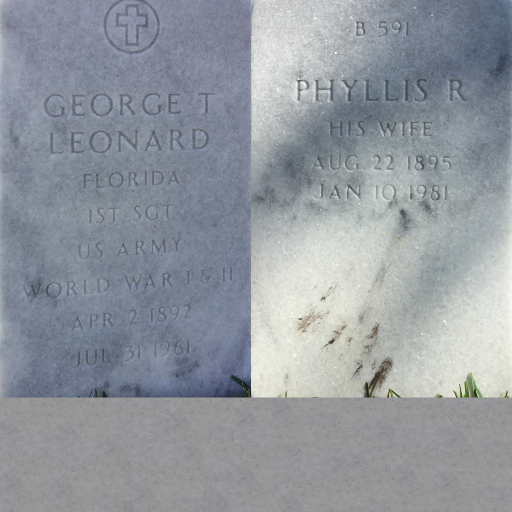 GEORGE T
LEONARD
FLORIDA
1ST SGT
US ARMY
WORLD WAR I & II
APR 2 1892
JUL 31 1961
B 591
PHYLLIS R
HIS WIFE
AUG 22 1895
JAN 10 1981